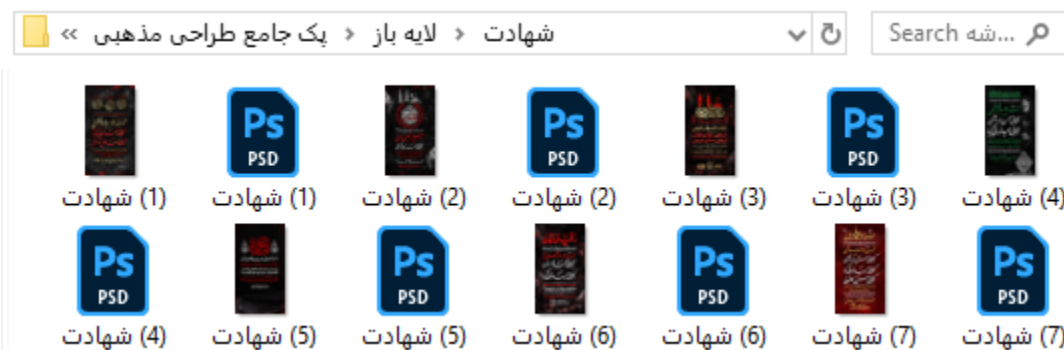 « پک جامع طراحی مذهبی › لایه باز › شهادت
Search شه...
شهادت (1) شهادت (1) شهادت (2) شهادت (2) شهادت (3) شهادت (3) شهادت (4)
Ps PSD Ps PSD Ps PSD
شهادت (4) شهادت (5) شهادت (5) شهادت (6) شهادت (6) شهادت (7) شهادت (7)
Ps PSD Ps PSD Ps PSD Ps PSD